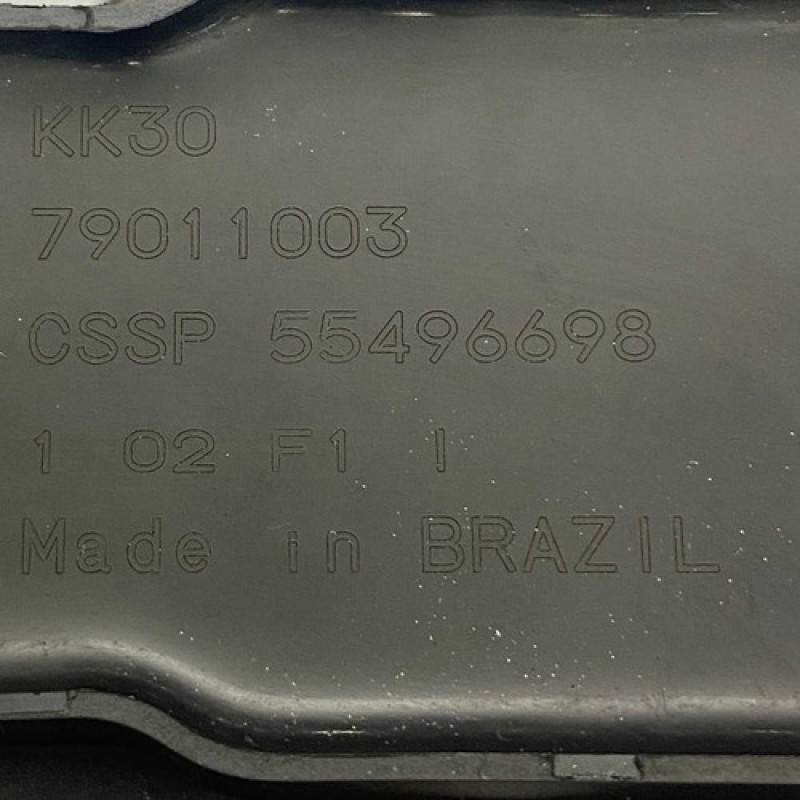 KK30
79011003
CSSP 55496698
1 02 F1 I
Made in BRAZIL